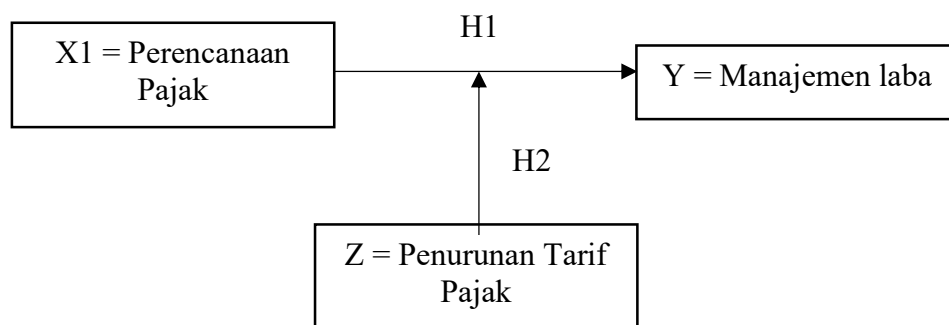 H1
X1 = Perencanaan
Pajak
Y = Manajemen laba
H2
Z = Penurunan Tarif
Pajak